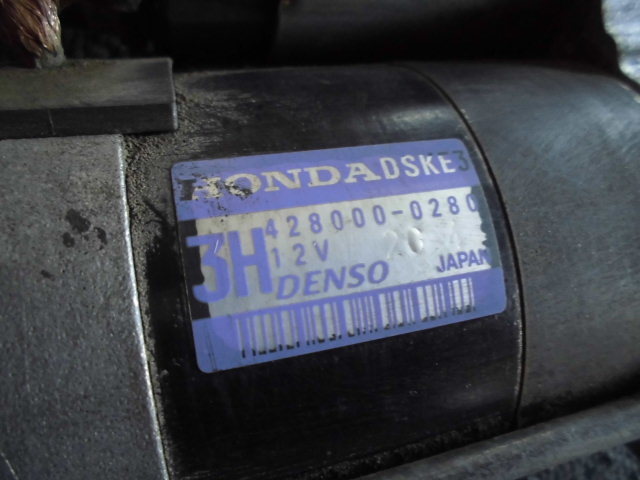 HONDA DSKE3
428000-0280
3H 12V
DENSO JAPAN